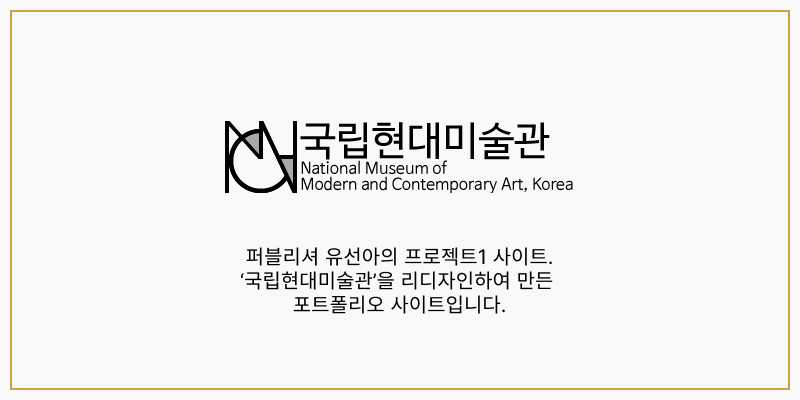 국립현대미술관
National Museum of
Modern and Contemporary Art, Korea
퍼블리셔 유선아의 프로젝트1 사이트.
‘국립현대미술관’을 리디자인하여 만든
포트폴리오 사이트입니다.